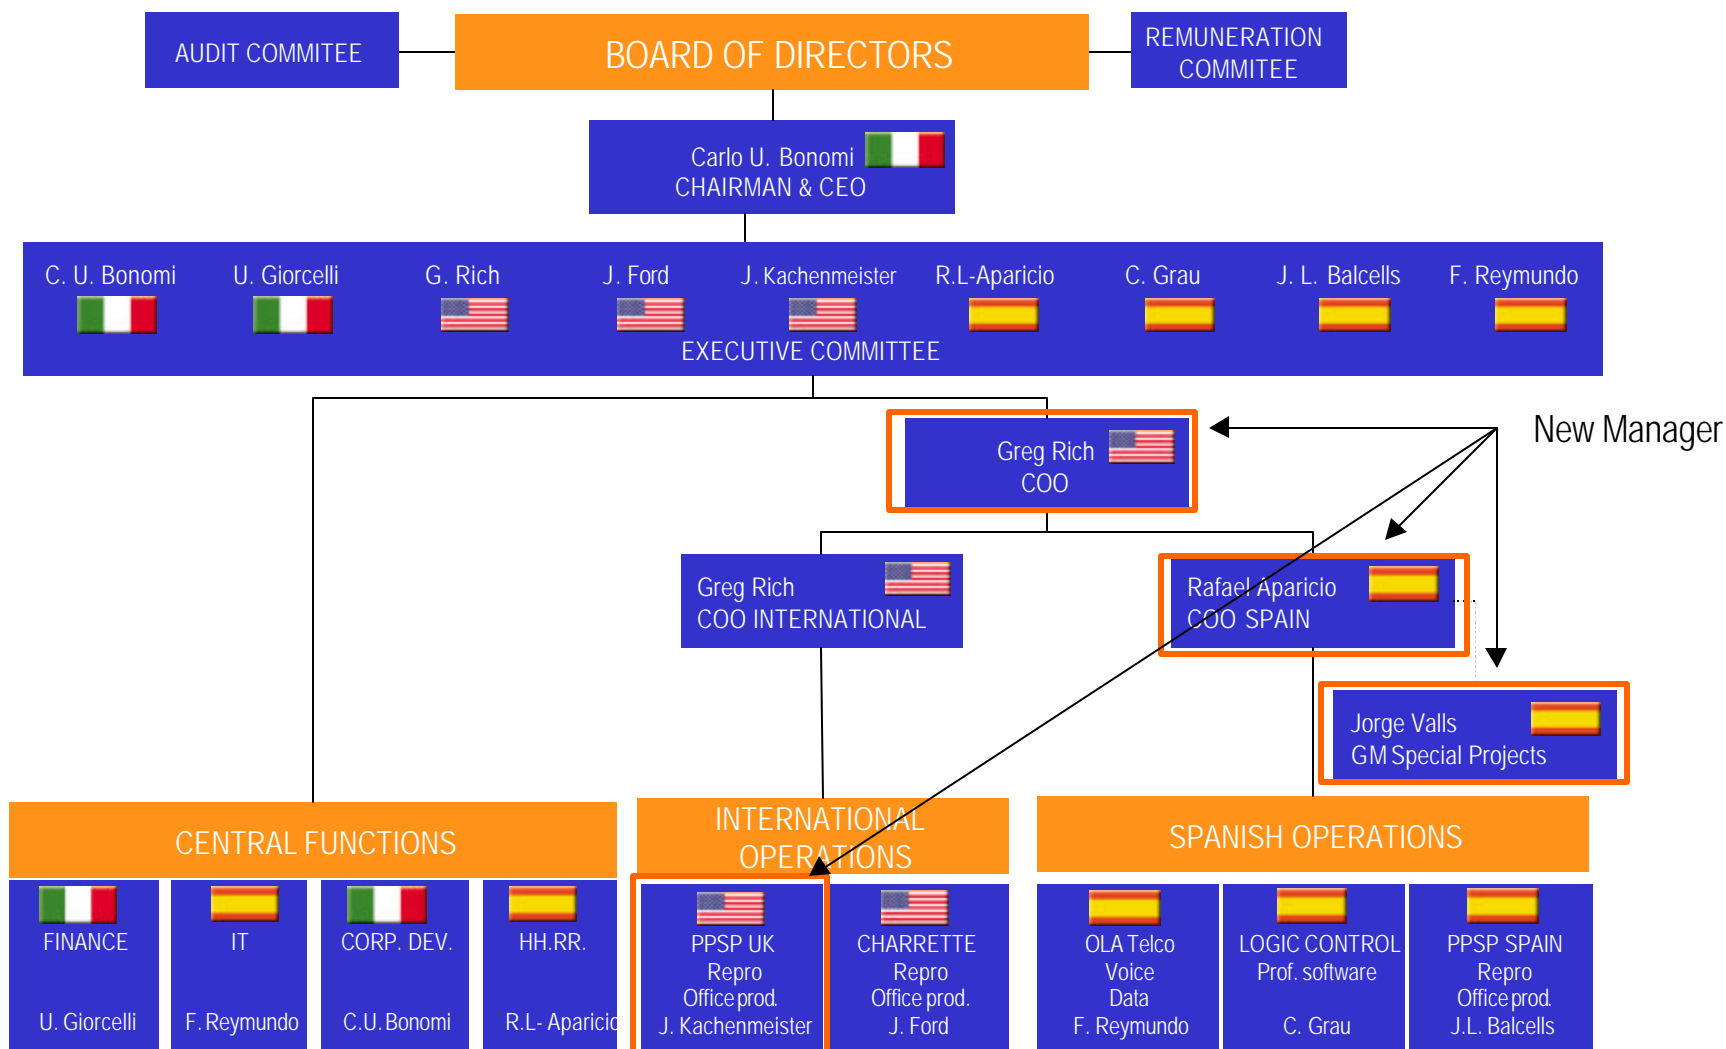 AUDIT COMMITEE
BOARD OF DIRECTORS
REMUNERATION
COMMITEE
Carlo U. Bonomi
CHAIRMAN & CEO
C. U. Bonomi
U. Giorcelli
G. Rich
J. Ford
J. Kachenmeister
R.L-Aparicio
C. Grau
J. L. Balcells
F. Reymundo
EXECUTIVE COMMITTEE
New Manager
Greg Rich
COO
Greg Rich
COO INTERNATIONAL
Rafael Aparicio
COO SPAIN
Jorge Valls
GM Special Projects
CENTRAL FUNCTIONS
FINANCE
U. Giorcelli
IT
F. Reymundo
CORP. DEV.
C.U. Bonomi
HH.RR.
R.L- Aparicio
INTERNATIONAL
OPERATIONS
PPSP UK
Repro
Office prod.
J. Kachenmeister
CHARRETTE
Repro
Office prod.
J. Ford
SPANISH OPERATIONS
OLA Telco
Voice
Data
F. Reymundo
LOGIC CONTROL
Prof. software
C. Grau
PPSP SPAIN
Repro
Office prod.
J.L. Balcells